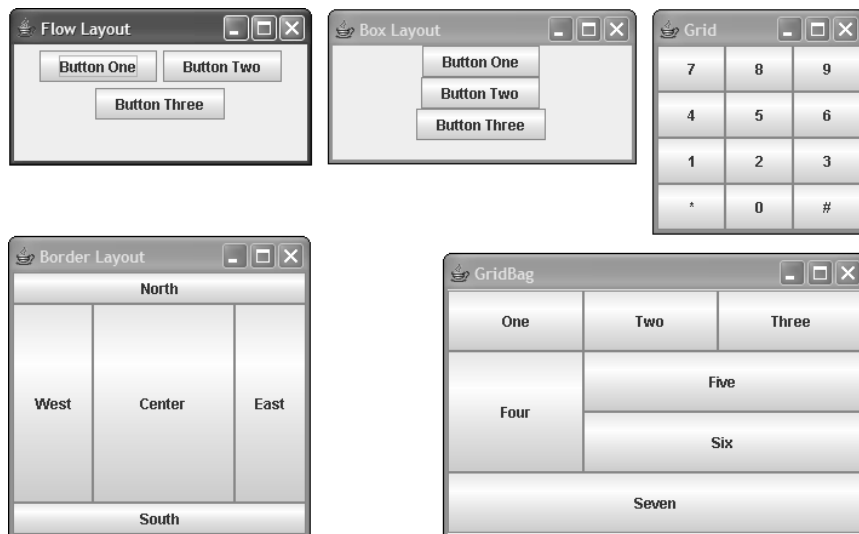 Flow Layout
Button One Button Two
Button Three
Box Layout
Button One
Button Two
Button Three
Grid
7 8 9
4 5 6
1 2 3
* 0 #
Border Layout
North
West Center East
South
GridBag
One Two Three
Four
Five
Six
Seven